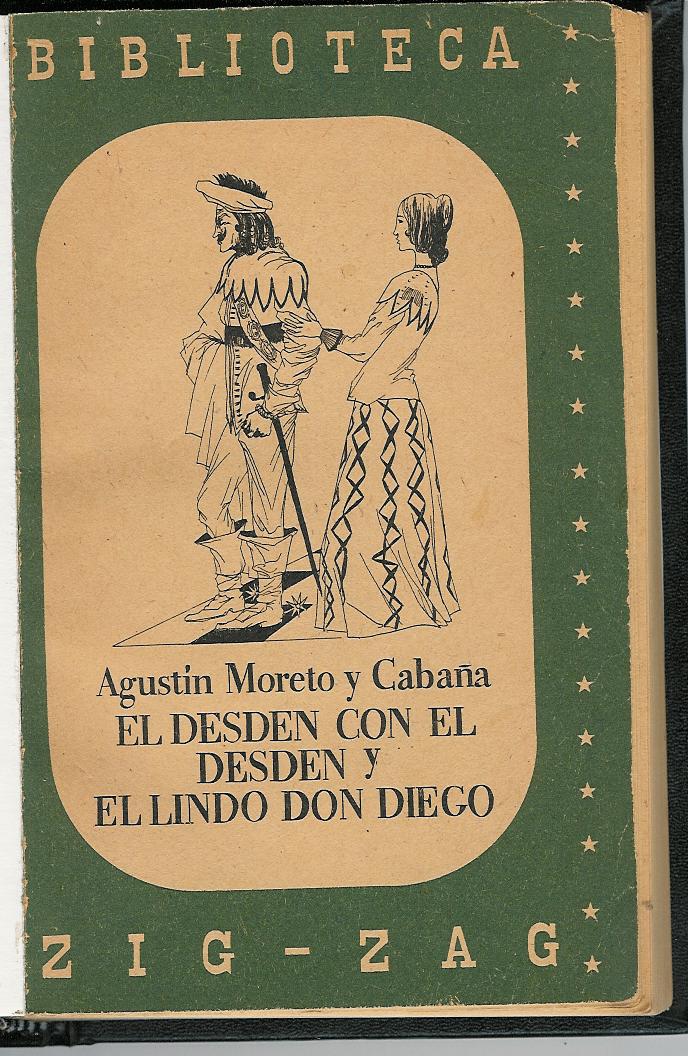 BIBLIOTECA
Agustín Moreto y Cabaña
EL DESDEN CON EL
DESDEN y
EL LINDO DON DIEGO
ZIG-ZAG